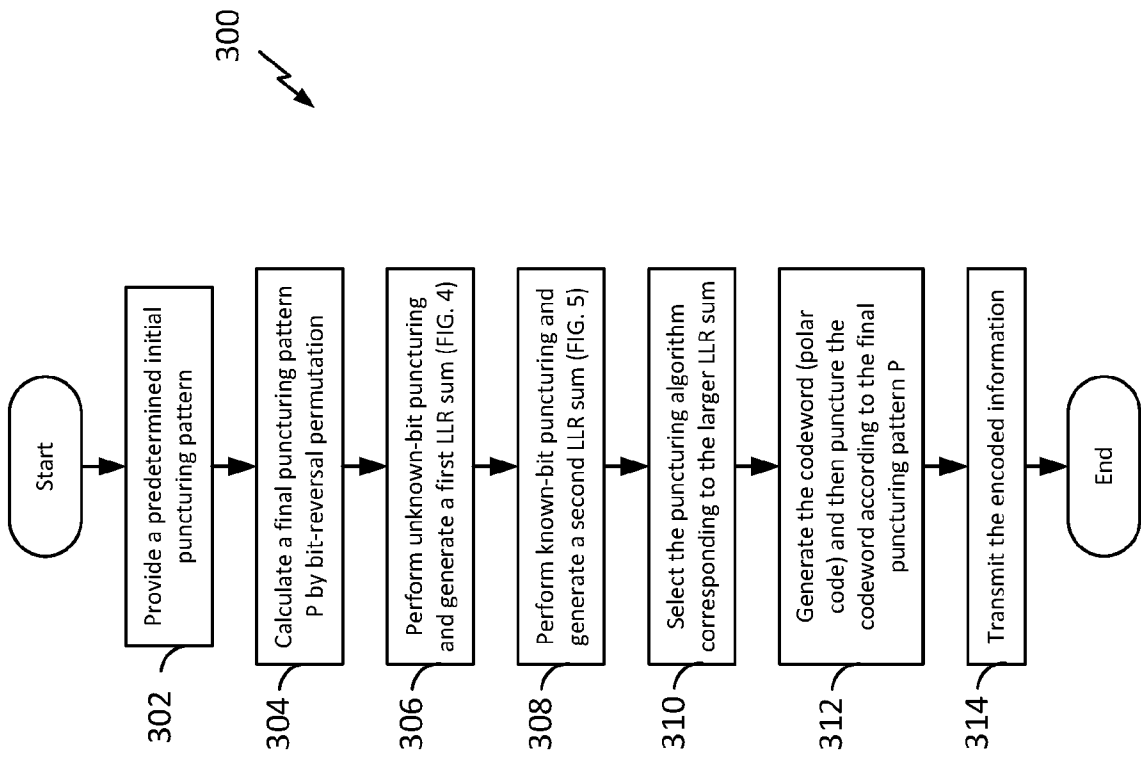 300
Start
302
Provide a predetermined initial
puncturing pattern
304
Calculate a final puncturing pattern
P by bit-reversal permutation
306
Perform unknown-bit puncturing
and generate a first LLR sum (FIG. 4)
308
Perform known-bit puncturing and
generate a second LLR sum (FIG. 5)
310
Select the puncturing algorithm
corresponding to the larger LLR sum
312
Generate the codeword (polar
code) and then puncture the
codeword according to the final
puncturing pattern P
314
Transmit the encoded information
End